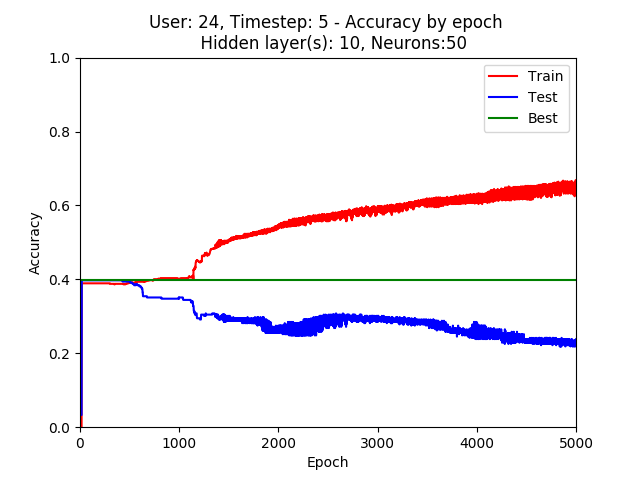 User: 24, Timestep: 5 - Accuracy by epoch
Hidden layer(s): 10, Neurons:50
1.0
0.8
0.6
0.4
0.2
0.0
Accuracy
Train
Test
Best
0
1000
2000
3000
4000
5000
Epoch